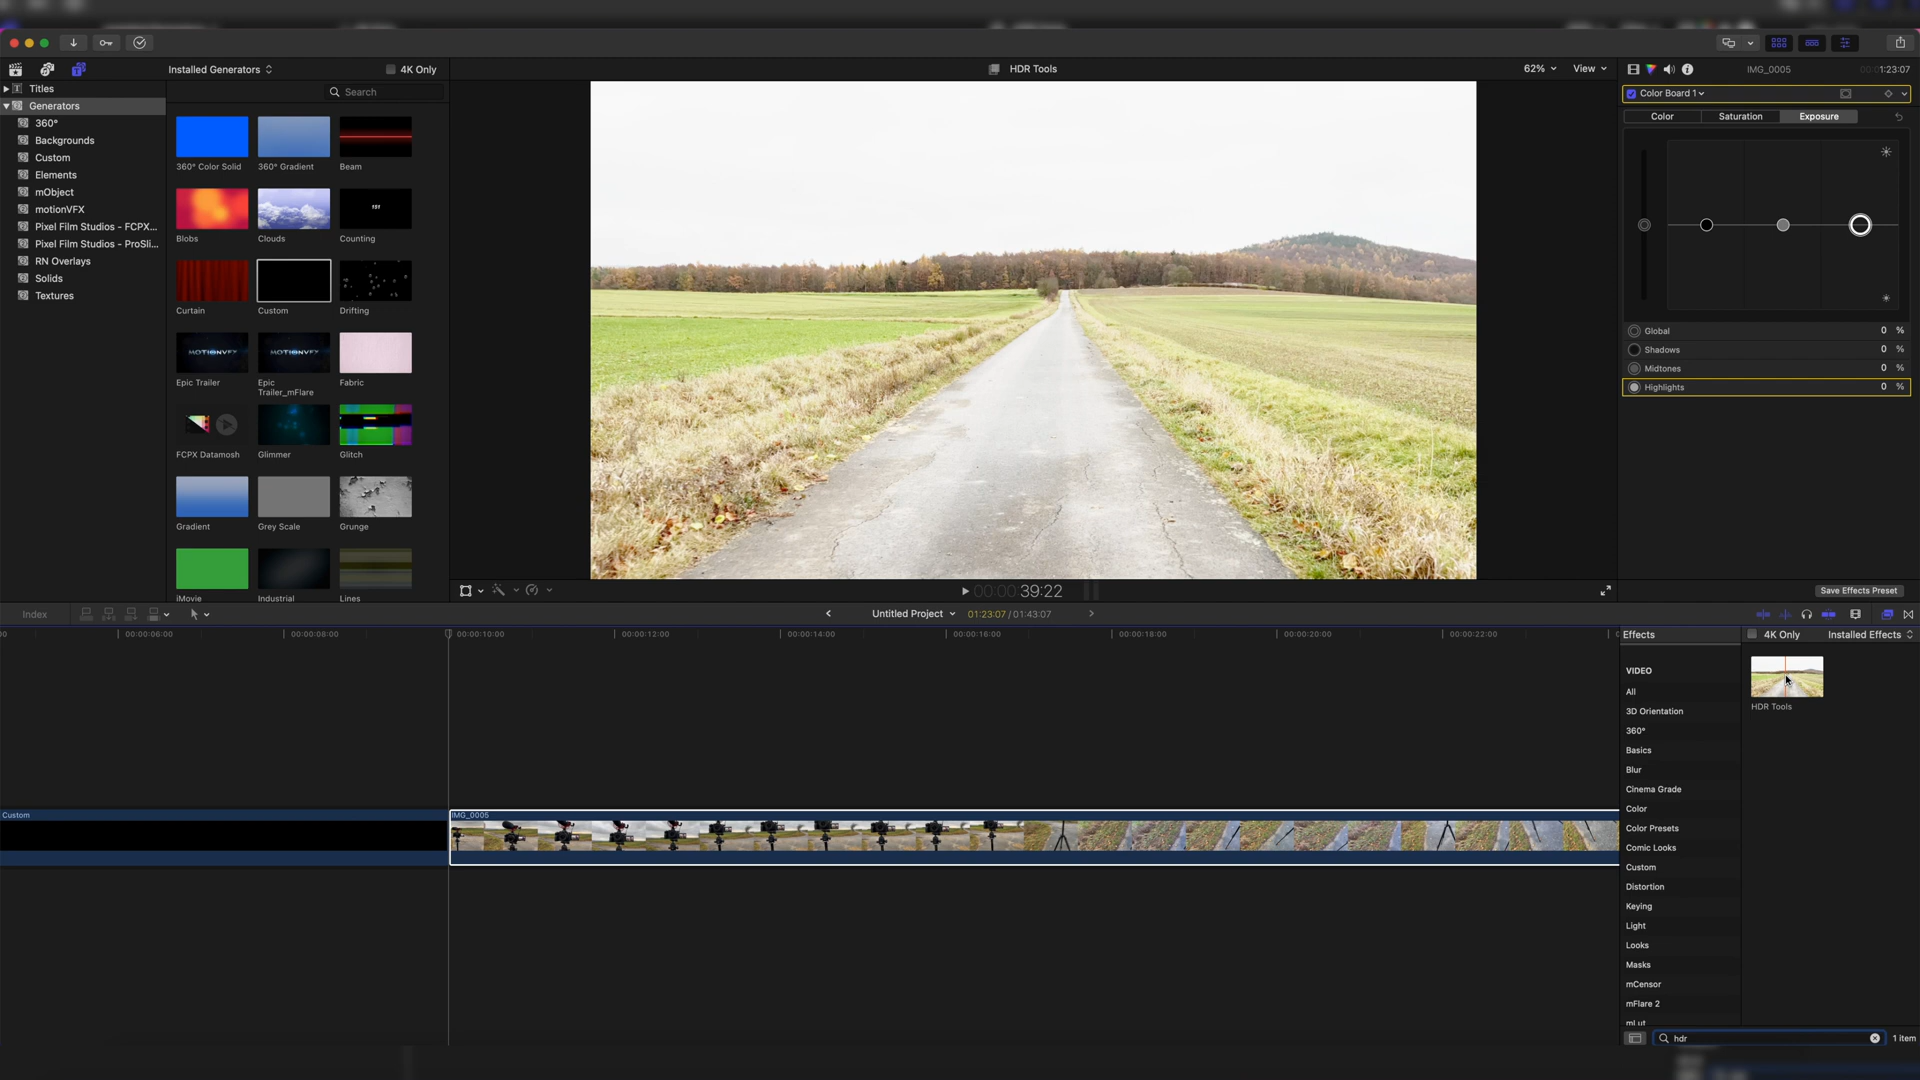 Installed Generators
4K Only
HDR Tools
62%
View
IMG_0005
1:23:07
Titles
Generators
360°
Backgrounds
Custom
Elements
mObject
motionVFX
Pixel Film Studios - FCPX...
Pixel Film Studios - ProSli...
RN Overlays
Solids
Textures
Search
360° Color Solid
360° Gradient
Beam
Blobs
Clouds
Counting
Curtain
Custom
Drifting
MOTIONVFX
MOTIONVFX
Epic Trailer
Epic
Trailer_mFlare
Fabric
FCPX Datamosh
Glimmer
Glitch
Gradient
Grey Scale
Grunge
iMovie
Industrial
Lines
Color Board 1
Color
Saturation
Exposure
Global
0 %
Shadows
0 %
Midtones
0 %
Highlights
0 %
00:00:39:22
Save Effects Preset
Index
Untitled Project
01:23:07 / 01:43:07
00:00:06:00
00:00:08:00
00:00:10:00
00:00:12:00
00:00:14:00
00:00:16:00
00:00:18:00
00:00:20:00
00:00:22:00
Custom
IMG_0005
Effects
4K Only
Installed Effects
VIDEO
All
3D Orientation
360°
Basics
Blur
Cinema Grade
Color
Color Presets
Comic Looks
Custom
Distortion
Keying
Light
Looks
Masks
mCensor
mFlare 2
mLut
HDR Tools
hdr
1 item